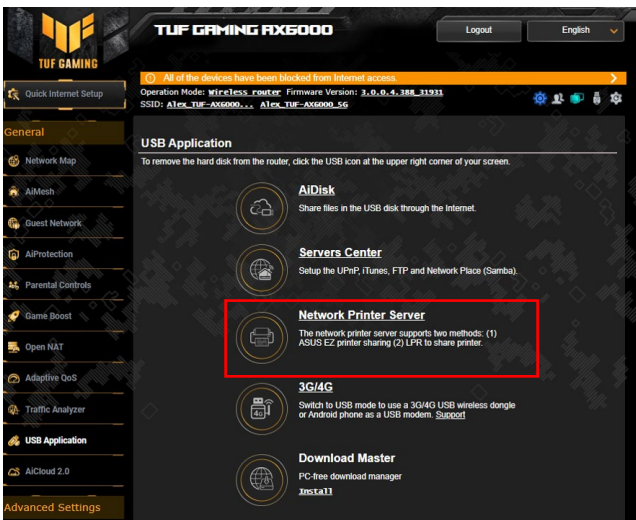 TUF GAMING
TUF GAMING AX6000
Logout
English
Quick Internet Setup
All of the devices have been blocked from Internet access.
Operation Mode: Wireless router Firmware Version: 3.0.0.4.388_31931
SSID: Alex_TUF-AX6000... Alex_TUF-AX6000_5G
General
Network Map
AiMesh
Guest Network
AiProtection
Parental Controls
Game Boost
Open NAT
Adaptive QoS
Traffic Analyzer
USB Application
AiCloud 2.0
Advanced Settings
USB Application
To remove the hard disk from the router, click the USB icon at the upper right corner of your screen.
AiDisk
Share files in the USB disk through the Internet.
Servers Center
Setup the UPnP, iTunes, FTP and Network Place (Samba).
Network Printer Server
The network printer server supports two methods: (1)
ASUS EZ printer sharing (2) LPR to share printer.
3G/4G
4G
Switch to USB mode to use a 3G/4G USB wireless dongle
or Android phone as a USB modem. Support
Download Master
PC-free download manager
Install